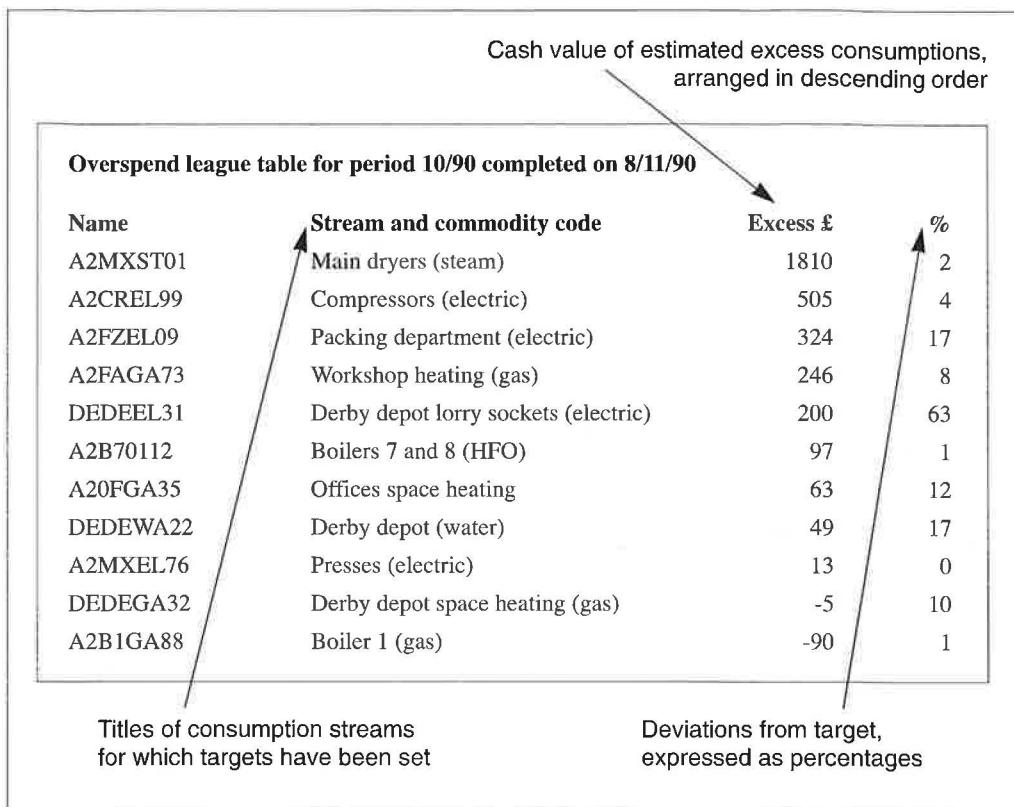 Cash value of estimated excess consumptions,
arranged in descending order
Overspend league table for period 10/90 completed on 8/11/90
Name Stream and commodity code Excess £ %
A2MXST01 Main dryers (steam) 1810 2
A2CREL99 Compressors (electric) 505 4
A2FZEL09 Packing department (electric) 324 17
A2FAGA73 Workshop heating (gas) 246 8
DEDEEL31 Derby depot lorry sockets (electric) 200 63
A2B70112 Boilers 7 and 8 (HFO) 97 1
A20FGA35 Offices space heating 63 12
DEDEWA22 Derby depot (water) 49 17
A2MXEL76 Presses (electric) 13 0
DEDEGA32 Derby depot space heating (gas) -5 10
A2B1GA88 Boiler 1 (gas) -90 1
Titles of consumption streams
for which targets have been set
Deviations from target,
expressed as percentages